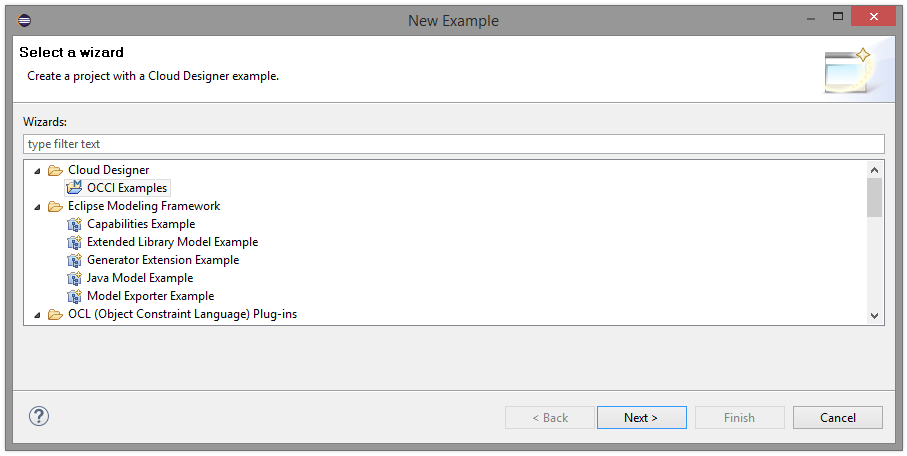 New Example
Select a wizard
Create a project with a Cloud Designer example.
Wizards:
type filter text
Cloud Designer
OCCI Examples
Eclipse Modeling Framework
Capabilities Example
Extended Library Model Example
Generator Extension Example
Java Model Example
Model Exporter Example
OCL (Object Constraint Language) Plug-ins
? < Back Next > Finish Cancel